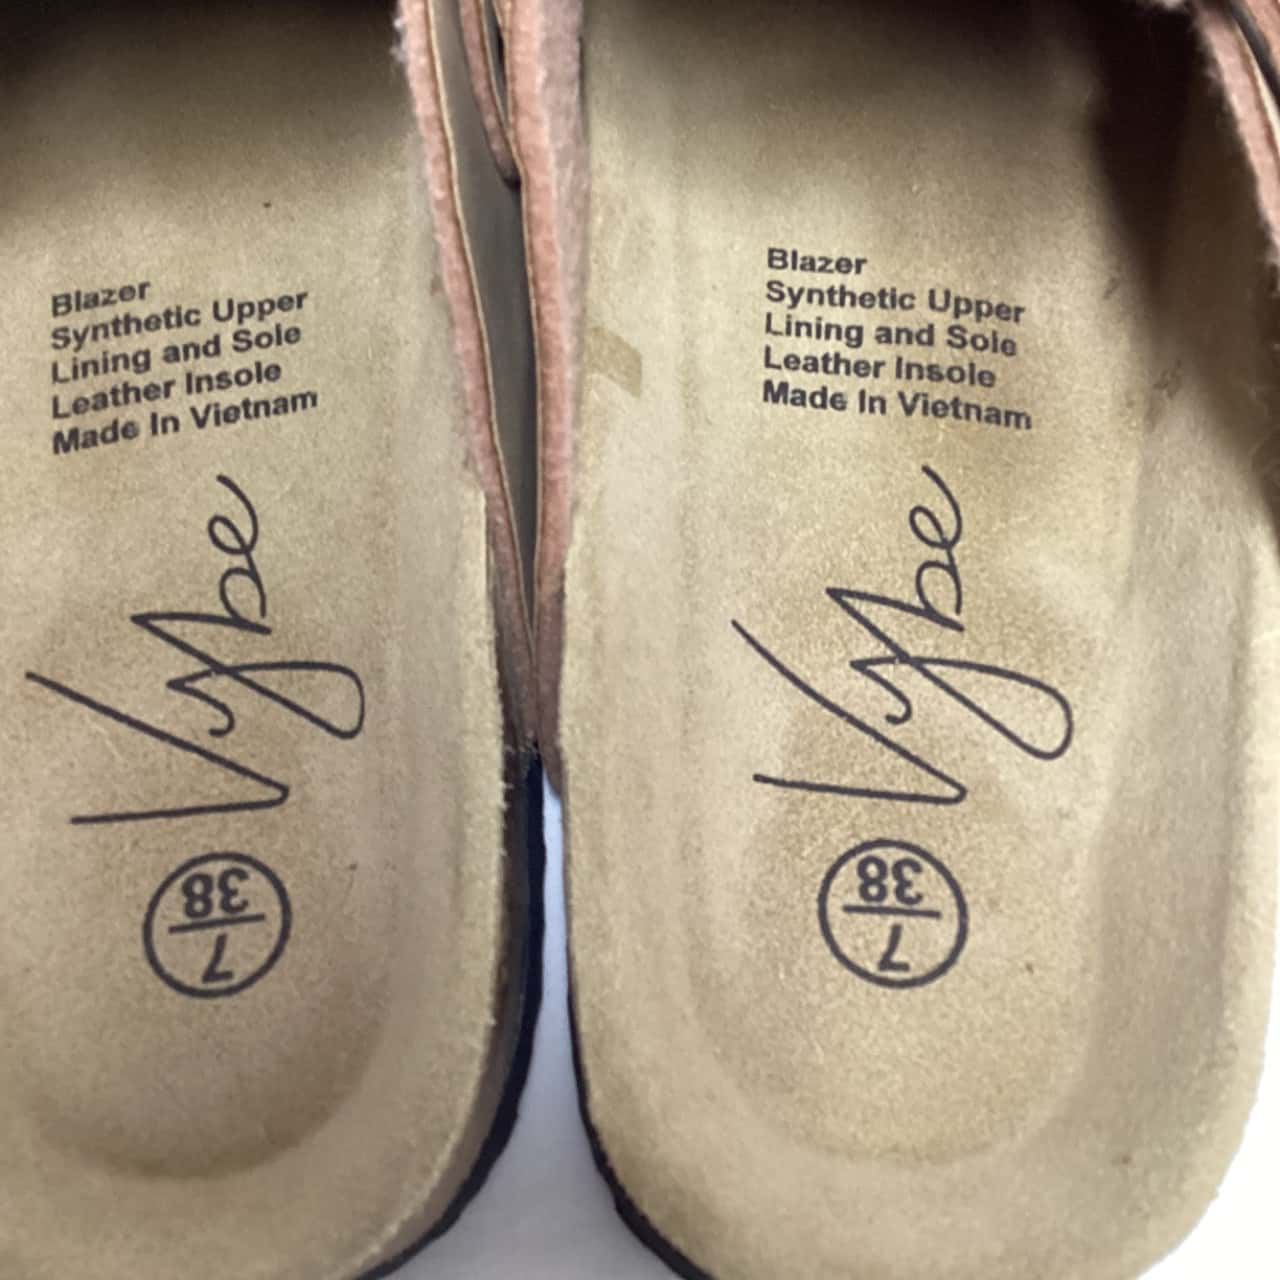 Blazer
Synthetic Upper
Lining and Sole
Leather Insole
Made In Vietnam
Vybe
38
7
Blazer
Synthetic Upper
Lining and Sole
Leather Insole
Made In Vietnam
Vybe
38
7